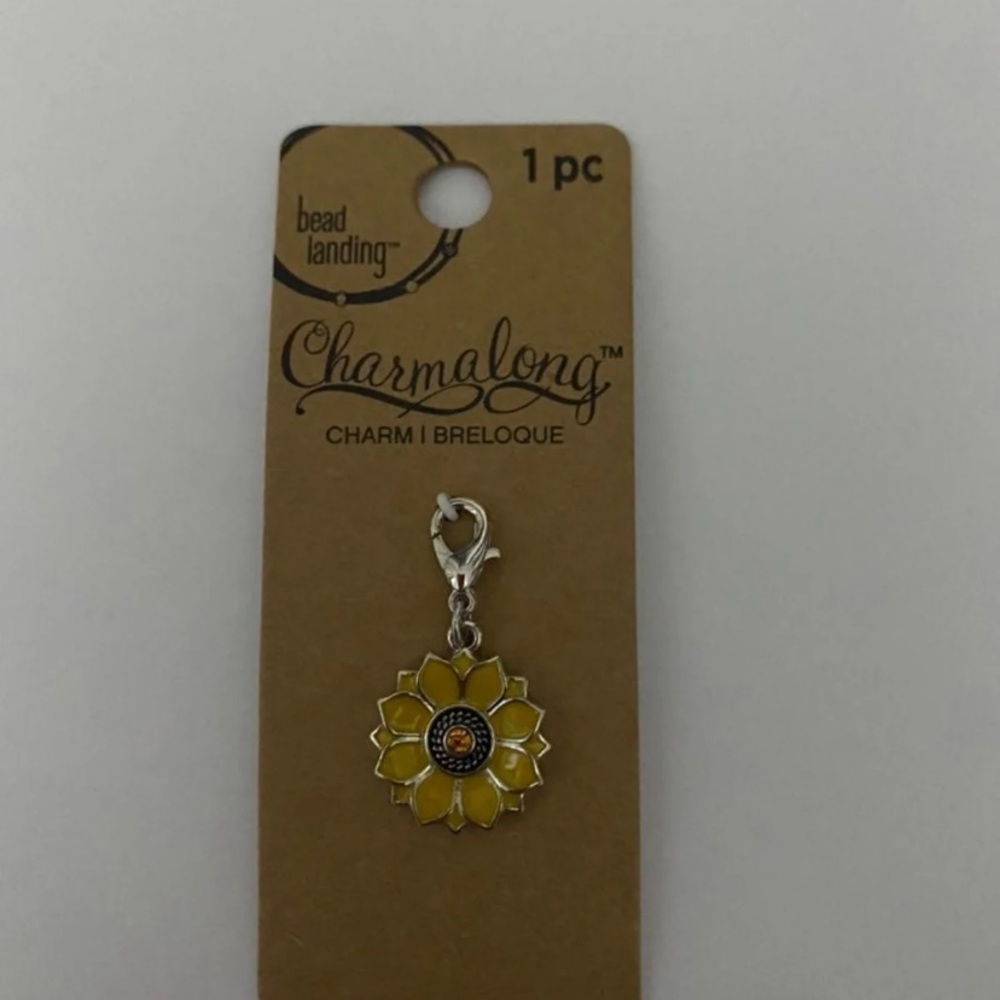 1 pc
bead
landing™
Charmalong™
CHARM | BRELOQUE